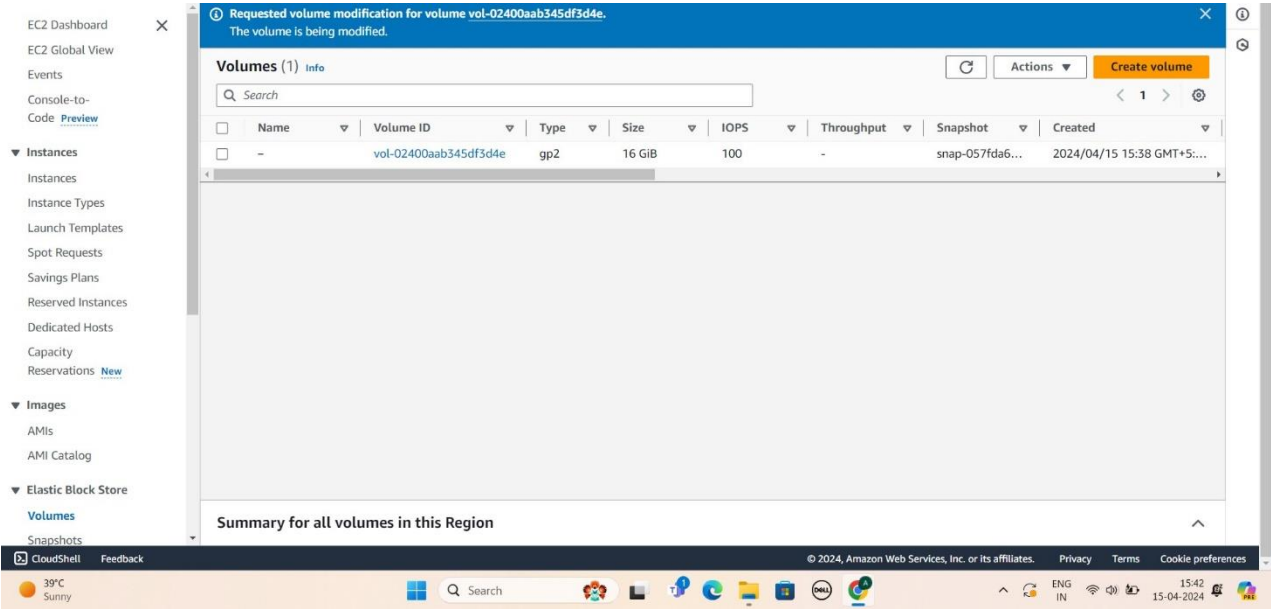 EC2 Dashboard
EC2 Global View
Events
Console-to-
Code Preview
Instances
Instances
Instance Types
Launch Templates
Spot Requests
Savings Plans
Reserved Instances
Dedicated Hosts
Capacity
Reservations New
Images
AMIs
AMI Catalog
Elastic Block Store
Volumes
Snapshots
Requested volume modification for volume vol-02400aab345df3d4e.
The volume is being modified.
Volumes (1) Info
Actions
Create volume
Search
1
Name Volume ID Type Size IOPS Throughput Snapshot Created
– vol-02400aab345df3d4e gp2 16 GiB 100 - snap-057fda6... 2024/04/15 15:38 GMT+5:...
Summary for all volumes in this Region
CloudShell Feedback © 2024, Amazon Web Services, Inc. or its affiliates. Privacy Terms Cookie preferences
39°C
Sunny
Search
DELL
ENG
IN
15:42
15-04-2024
PRE